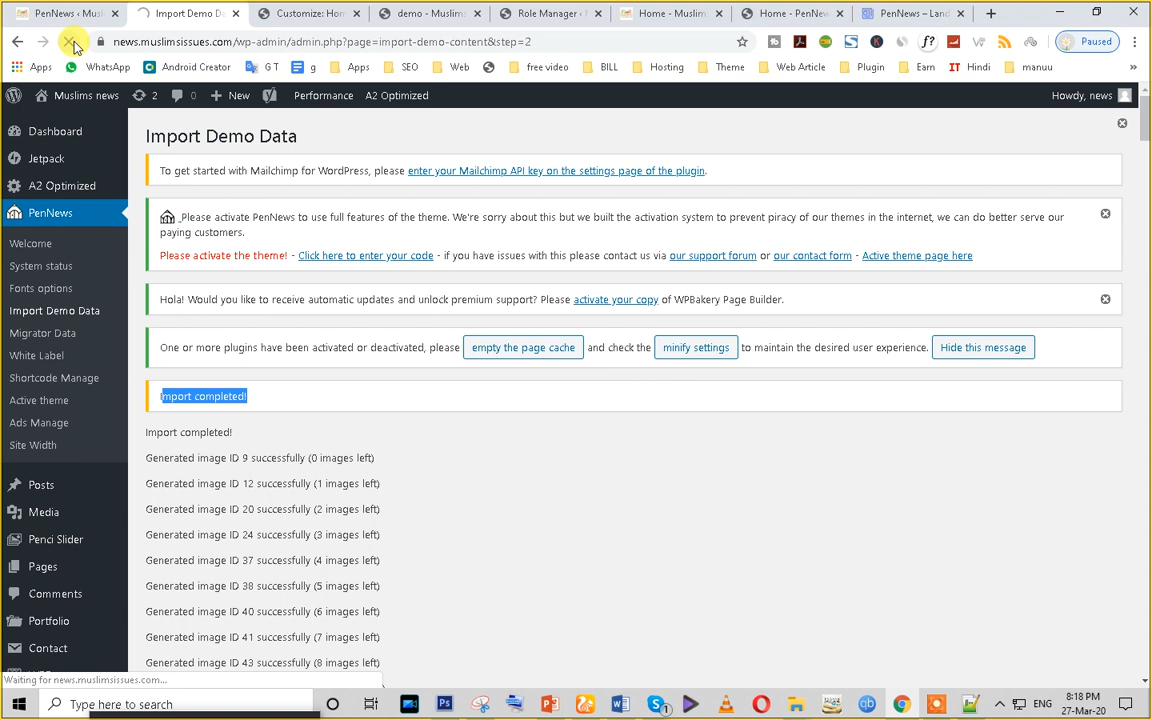 PenNews ‹ Musl
Import Demo D
Customize: Hom
demo - Muslims
Role Manager ‹
Home - Muslim
Home - PenNew
PenNews – Land
news.muslimsissues.com/wp-admin/admin.php?page=import-demo-content&step=2
Paused
Apps WhatsApp Android Creator G T g Apps SEO Web free video BILL Hosting Theme Web Article Plugin Earn IT Hindi manuu »
Muslims news 2 0 New Performance A2 Optimized Howdy, news
Dashboard
Jetpack
A2 Optimized
PenNews
Welcome
System status
Fonts options
Import Demo Data
Migrator Data
White Label
Shortcode Manage
Active theme
Ads Manage
Site Width
Posts
Media
Penci Slider
Pages
Comments
Portfolio
Contact
Import Demo Data
To get started with Mailchimp for WordPress, please enter your Mailchimp API key on the settings page of the plugin.
Please activate PenNews to use full features of the theme. We're sorry about this but we built the activation system to prevent piracy of our themes in the internet, we can do better serve our
paying customers.
Please activate the theme! - Click here to enter your code - if you have issues with this please contact us via our support forum or our contact form - Active theme page here
Hola! Would you like to receive automatic updates and unlock premium support? Please activate your copy of WPBakery Page Builder.
One or more plugins have been activated or deactivated, please empty the page cache and check the minify settings to maintain the desired user experience. Hide this message
Import completed!
Import completed!
Generated image ID 9 successfully (0 images left)
Generated image ID 12 successfully (1 images left)
Generated image ID 20 successfully (2 images left)
Generated image ID 24 successfully (3 images left)
Generated image ID 37 successfully (4 images left)
Generated image ID 38 successfully (5 images left)
Generated image ID 40 successfully (6 images left)
Generated image ID 41 successfully (7 images left)
Generated image ID 43 successfully (8 images left)
Waiting for news.muslimsissues.com...
Type here to search
ENG
8:18 PM
27-Mar-20